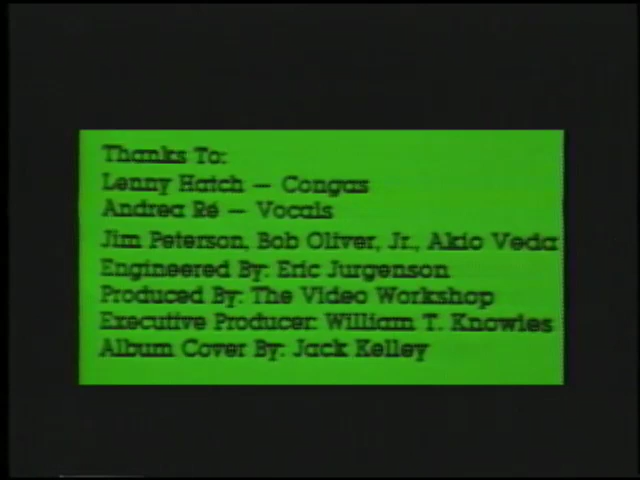 Thanks To:
Lenny Hatch — Congas
Andrea Ré — Vocals
Jim Peterson, Bob Oliver, Jr., Akio Veda
Engineered By: Eric Jurgenson
Produced By: The Video Workshop
Executive Producer: William T. Knowles
Album Cover By: Jack Kelley